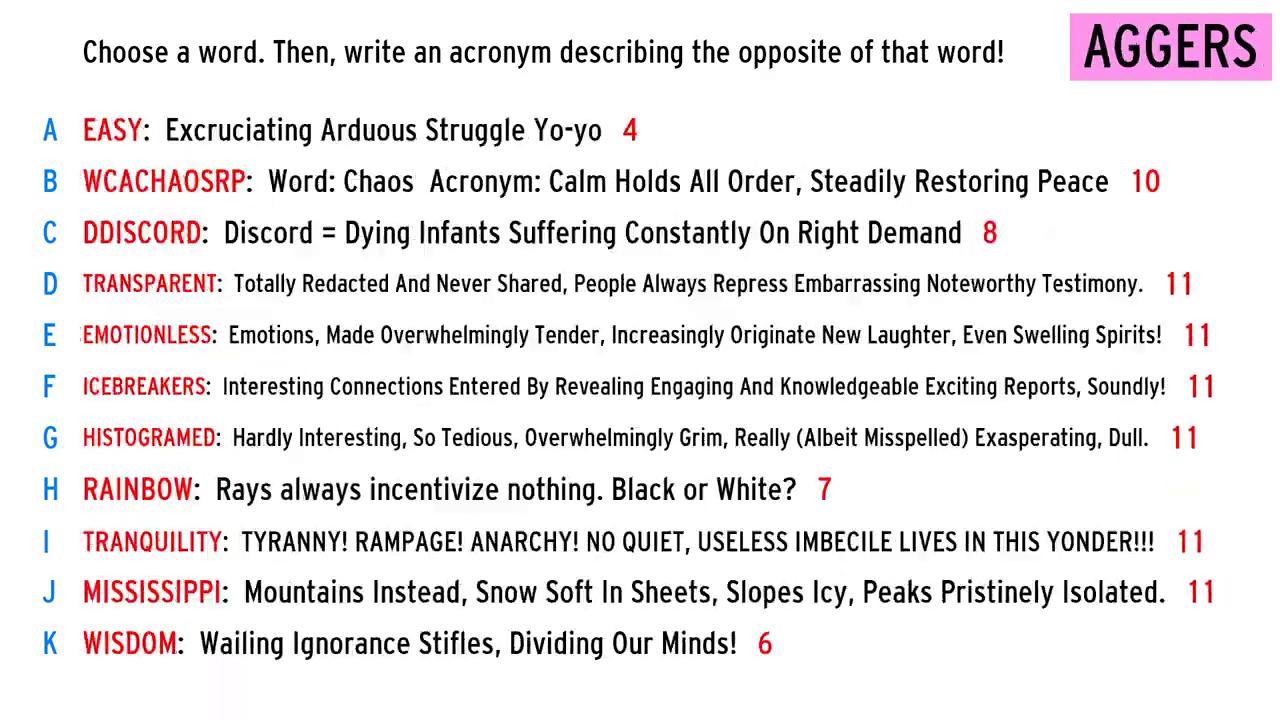 Choose a word. Then, write an acronym describing the opposite of that word!
AGGERS
A EASY: Excruciating Arduous Struggle Yo-yo 4
B WCACHAOSRP: Word: Chaos Acronym: Calm Holds All Order, Steadily Restoring Peace 10
C DDISCORD: Discord = Dying Infants Suffering Constantly On Right Demand 8
D TRANSPARENT: Totally Redacted And Never Shared, People Always Repress Embarrassing Noteworthy Testimony. 11
E EMOTIONLESS: Emotions, Made Overwhelmingly Tender, Increasingly Originate New Laughter, Even Swelling Spirits! 11
F ICEBREAKERS: Interesting Connections Entered By Revealing Engaging And Knowledgeable Exciting Reports, Soundly! 11
G HISTOGRAMED: Hardly Interesting, So Tedious, Overwhelmingly Grim, Really (Albeit Misspelled) Exasperating, Dull. 11
H RAINBOW: Rays always incentivize nothing. Black or White? 7
I TRANQUILITY: TYRANNY! RAMPAGE! ANARCHY! NO QUIET, USELESS IMBECILE LIVES IN THIS YONDER!!! 11
J MISSISSIPPI: Mountains Instead, Snow Soft In Sheets, Slopes Icy, Peaks Pristinely Isolated. 11
K WISDOM: Wailing Ignorance Stifles, Dividing Our Minds! 6